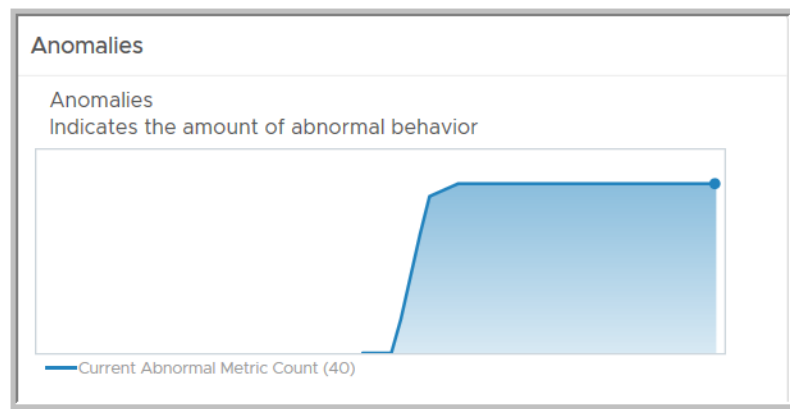 Anomalies
Anomalies
Indicates the amount of abnormal behavior
Current Abnormal Metric Count (40)